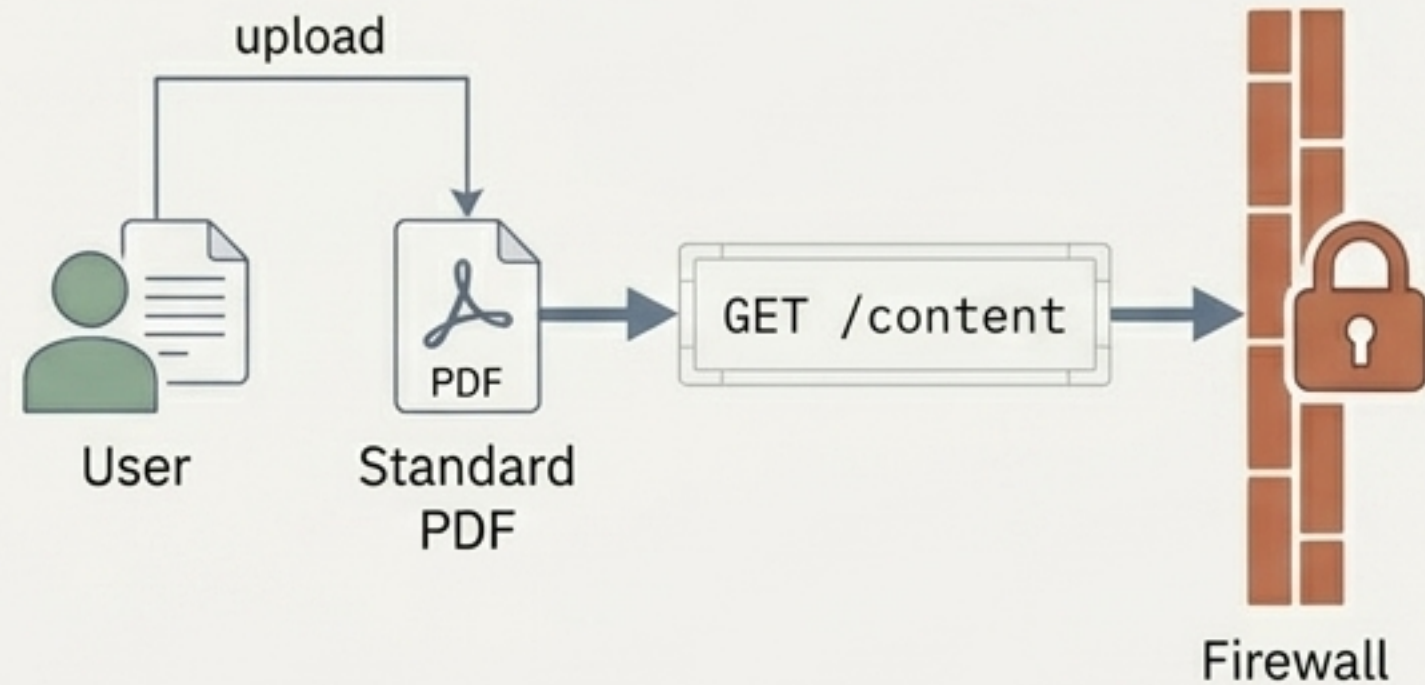 upload
PDF
GET /content
User
Standard
PDF
Firewall